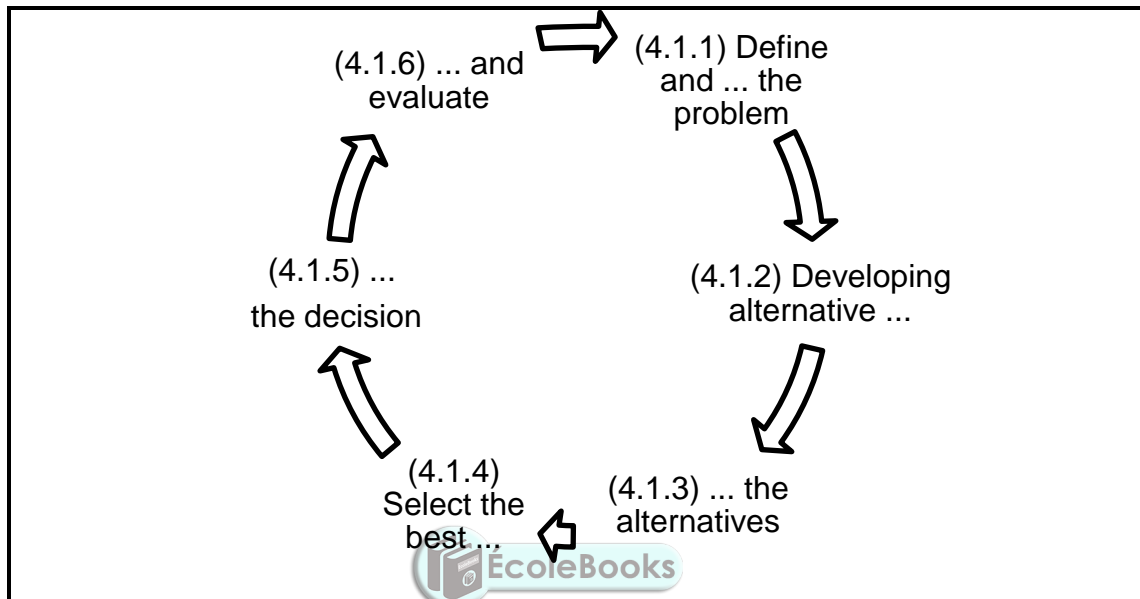 (4.1.1) Define
and ... the
problem
(4.1.2) Developing
alternative ...
(4.1.3) ... the
alternatives
(4.1.4)
Select the
best ...
(4.1.5) ...
the decision
(4.1.6) ... and
evaluate
ÉcoleBooks